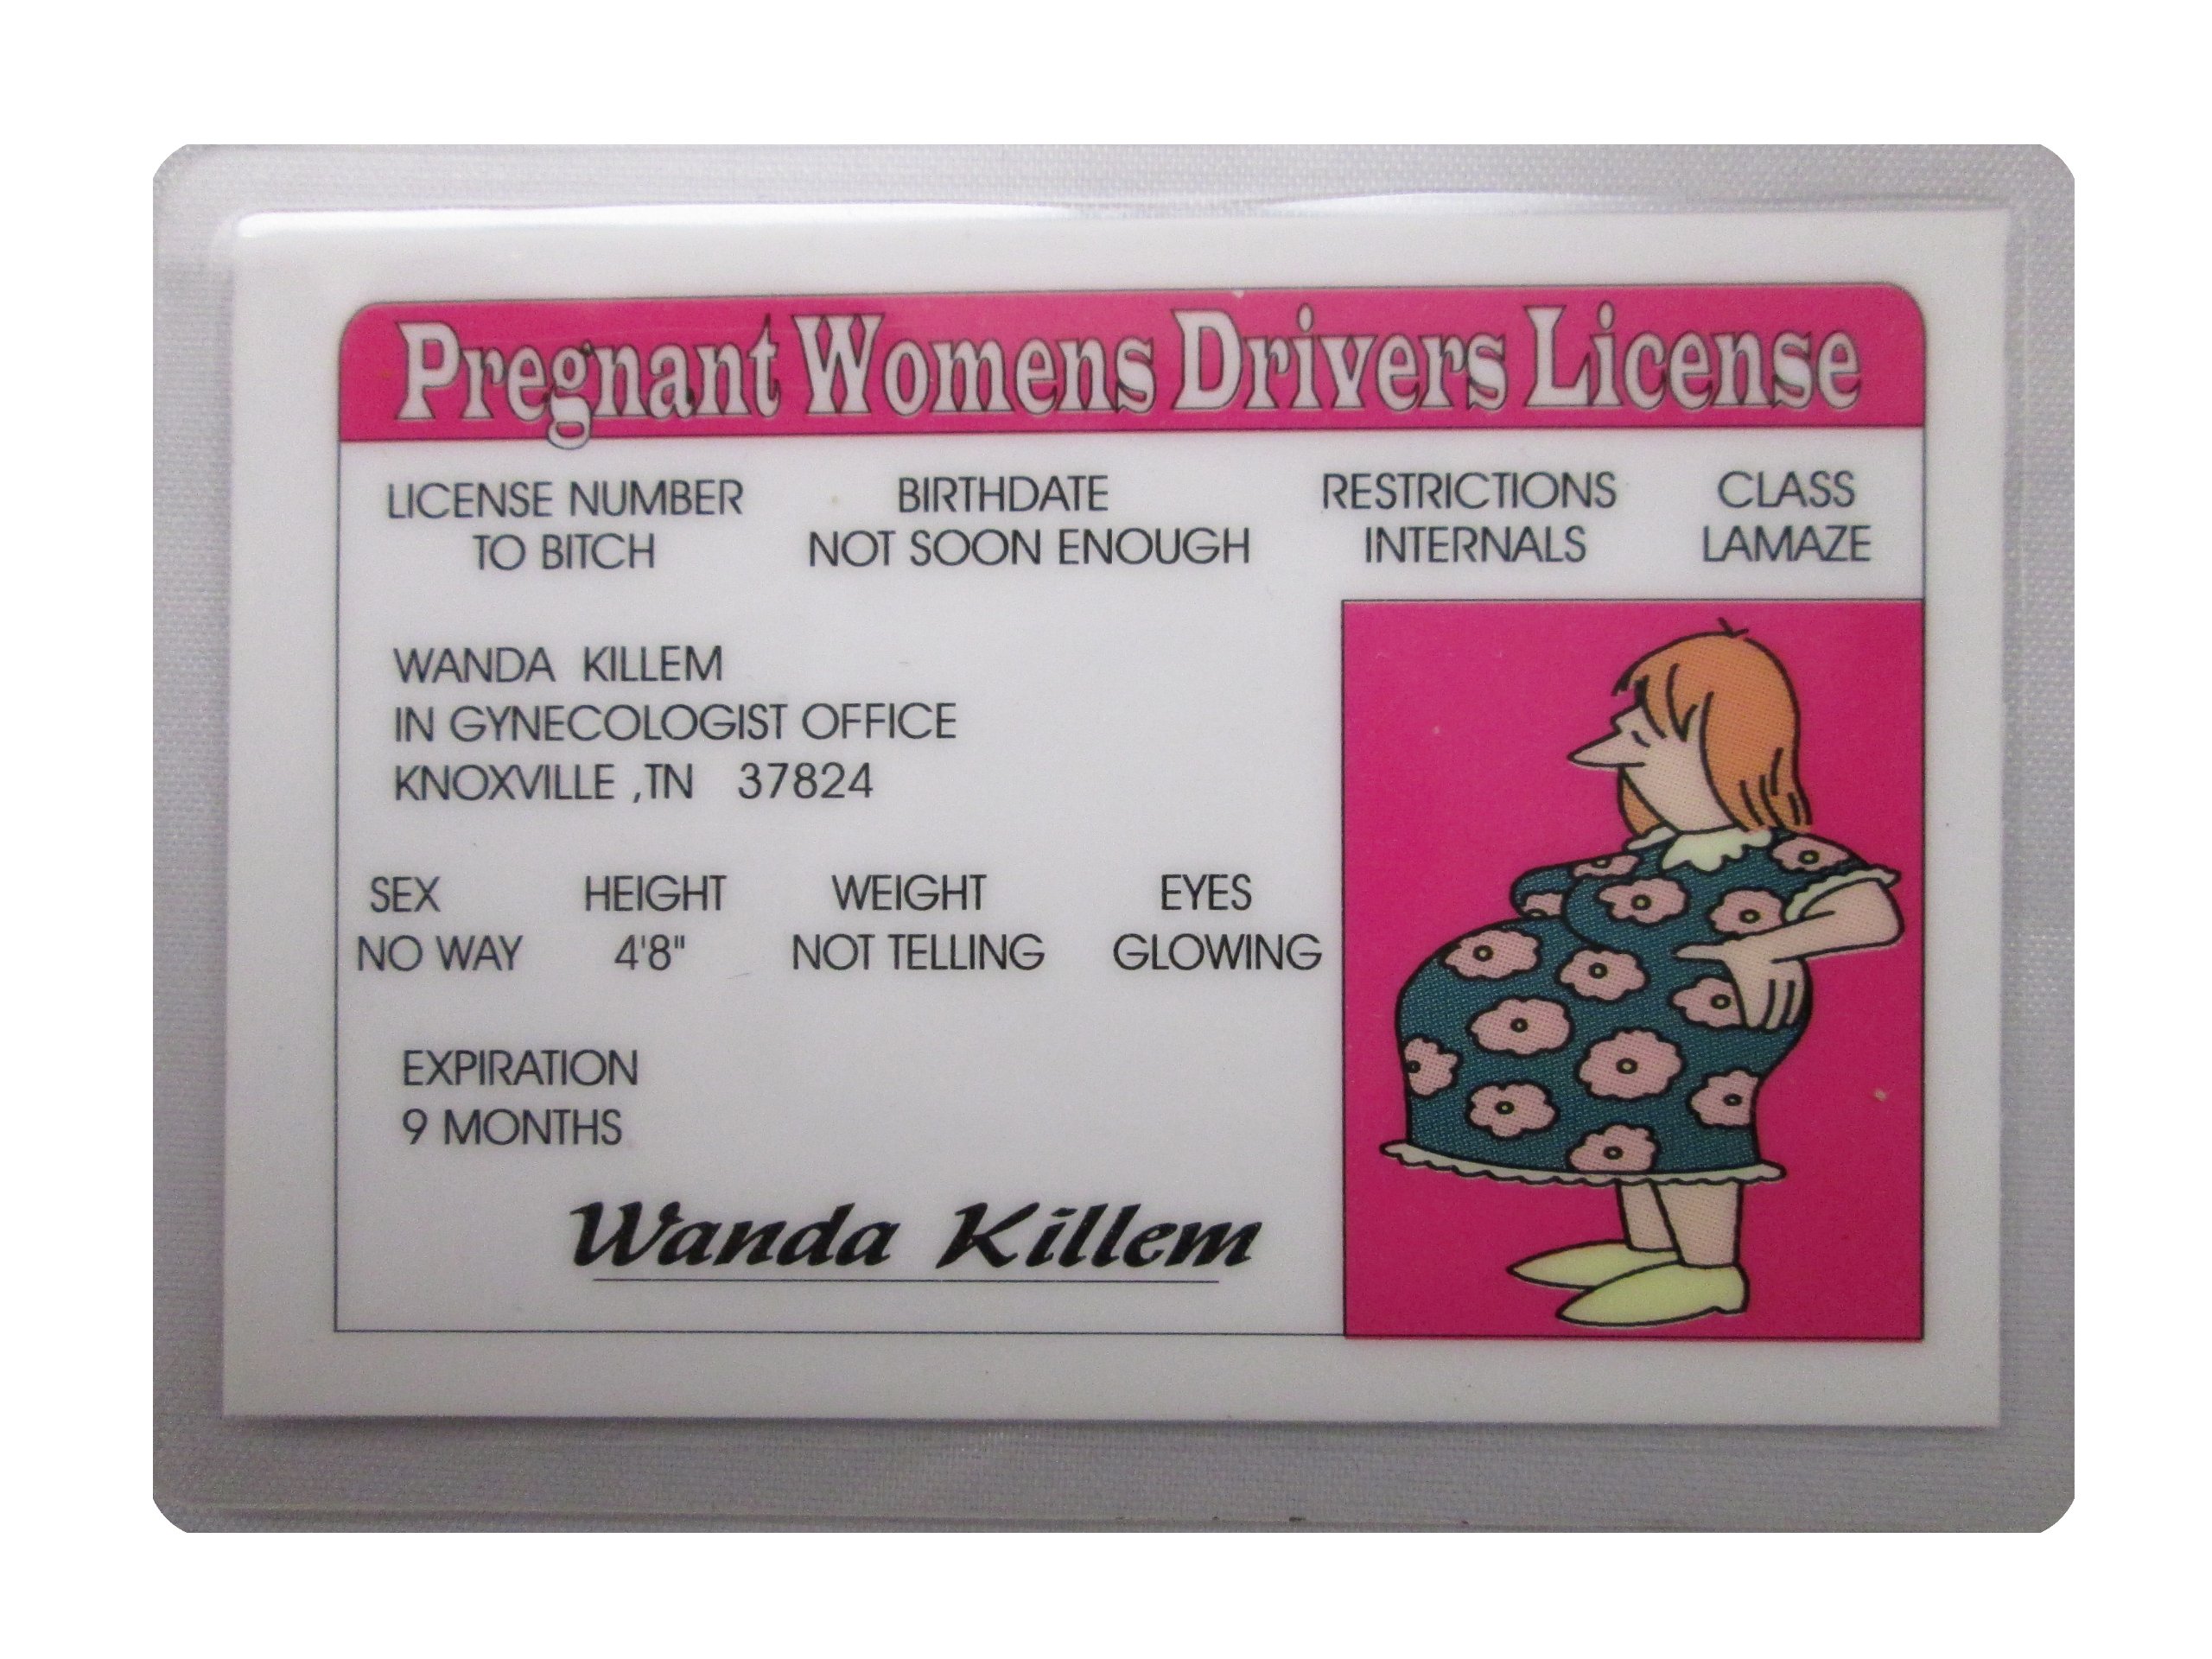 Pregnant Womens Drivers License
LICENSE NUMBER BIRTHDATE RESTRICTIONS CLASS
TO BITCH NOT SOON ENOUGH INTERNALS LAMAZE
WANDA KILLEM
IN GYNECOLOGIST OFFICE
KNOXVILLE ,TN 37824
SEX HEIGHT WEIGHT EYES
NO WAY 4'8" NOT TELLING GLOWING
EXPIRATION
9 MONTHS
Wanda Killem